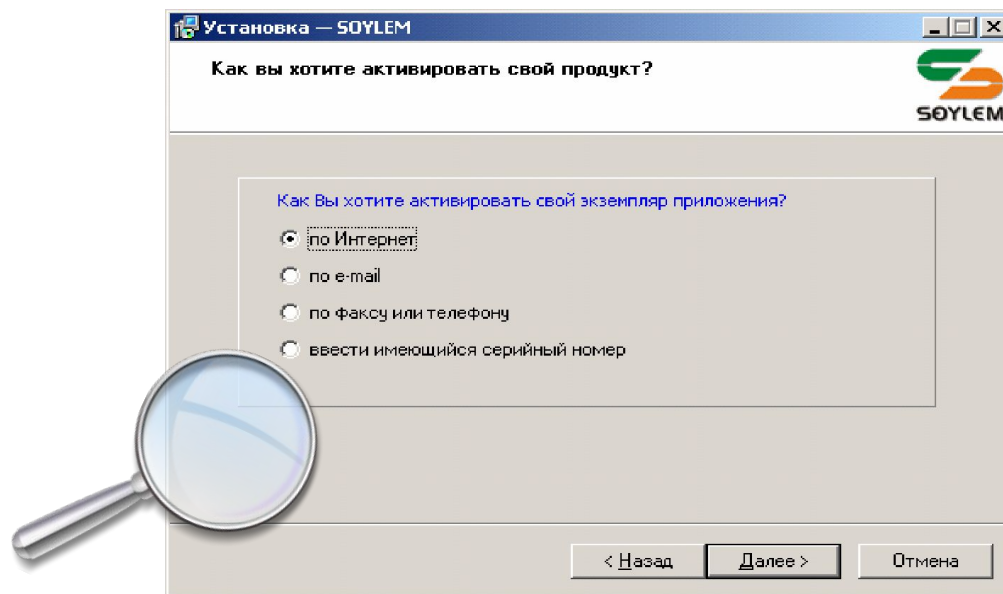 Установка — SOYLEM
Как вы хотите активировать свой продукт?
SOYLEM
Как Вы хотите активировать свой экземпляр приложения?
по Интернет
по e-mail
по факсу или телефону
ввести имеющийся серийный номер
< Назад
Далее >
Отмена